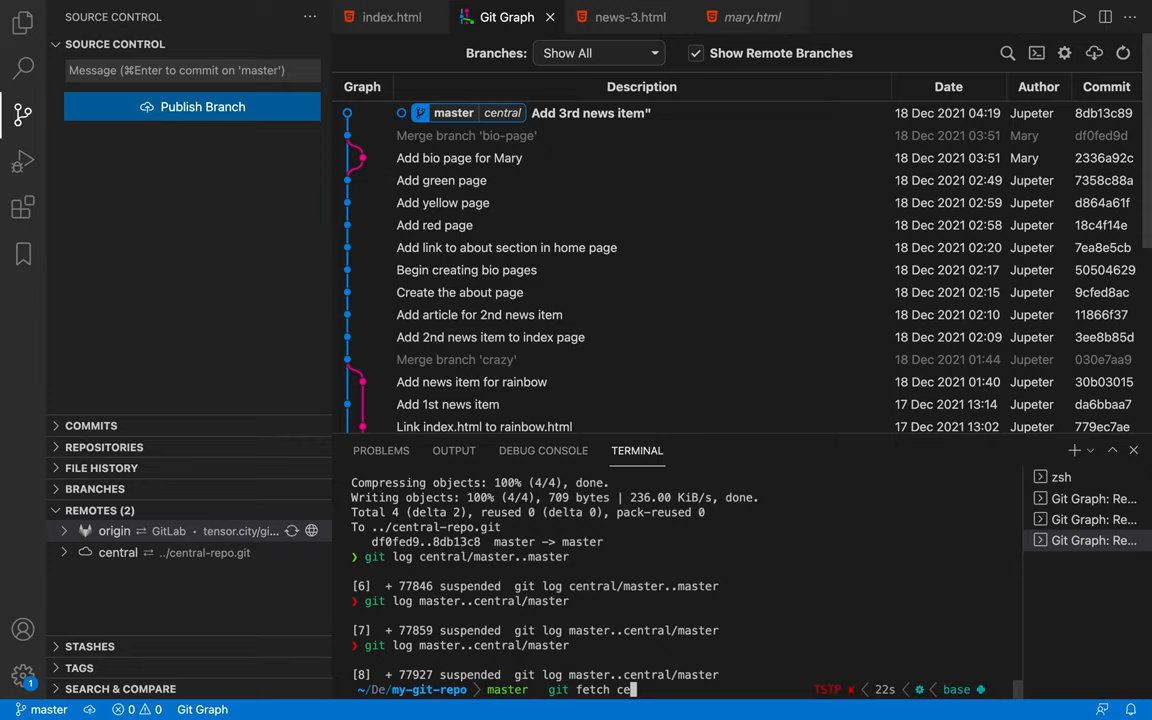 SOURCE CONTROL
SOURCE CONTROL
Message (⌘Enter to commit on 'master')
Publish Branch
COMMITS
REPOSITORIES
FILE HISTORY
BRANCHES
REMOTES (2)
origin ⇌ GitLab • tensor.city/gi...
central ⇌ ../central-repo.git
STASHES
TAGS
SEARCH & COMPARE
index.html
Git Graph
news-3.html
mary.html
Branches: Show All Show Remote Branches
Graph Description Date Author Commit
master central Add 3rd news item" 18 Dec 2021 04:19 Jupeter 8db13c89
Merge branch 'bio-page' 18 Dec 2021 03:51 Mary df0fed9d
Add bio page for Mary 18 Dec 2021 03:51 Mary 2336a92c
Add green page 18 Dec 2021 02:49 Jupeter 7358c88a
Add yellow page 18 Dec 2021 02:59 Jupeter d864a61f
Add red page 18 Dec 2021 02:58 Jupeter 18c4f14e
Add link to about section in home page 18 Dec 2021 02:20 Jupeter 7ea8e5cb
Begin creating bio pages 18 Dec 2021 02:17 Jupeter 50504629
Create the about page 18 Dec 2021 02:15 Jupeter 9cfed8ac
Add article for 2nd news item 18 Dec 2021 02:10 Jupeter 11866f37
Add 2nd news item to index page 18 Dec 2021 02:09 Jupeter 3ee8b85d
Merge branch 'crazy' 18 Dec 2021 01:44 Jupeter 030e7aa9
Add news item for rainbow 18 Dec 2021 01:40 Jupeter 30b03015
Add 1st news item 17 Dec 2021 13:14 Jupeter da6bbaa7
Link index.html to rainbow.html 17 Dec 2021 13:02 Jupeter 779ec7ae
PROBLEMS OUTPUT DEBUG CONSOLE TERMINAL
Compressing objects: 100% (4/4), done.
Writing objects: 100% (4/4), 709 bytes | 236.00 KiB/s, done.
Total 4 (delta 2), reused 0 (delta 0), pack-reused 0
To ../central-repo.git
df0fed9..8db13c8 master -> master
❯ git log central/master..master
[6] + 77846 suspended git log central/master..master
❯ git log master..central/master
[7] + 77859 suspended git log master..central/master
❯ git log master..central/master
[8] + 77927 suspended git log master..central/master
~/De/my-git-repo master git fetch ce TSTP ✘ 22s base
zsh
Git Graph: Re...
Git Graph: Re...
Git Graph: Re...
1
master 0 0 Git Graph